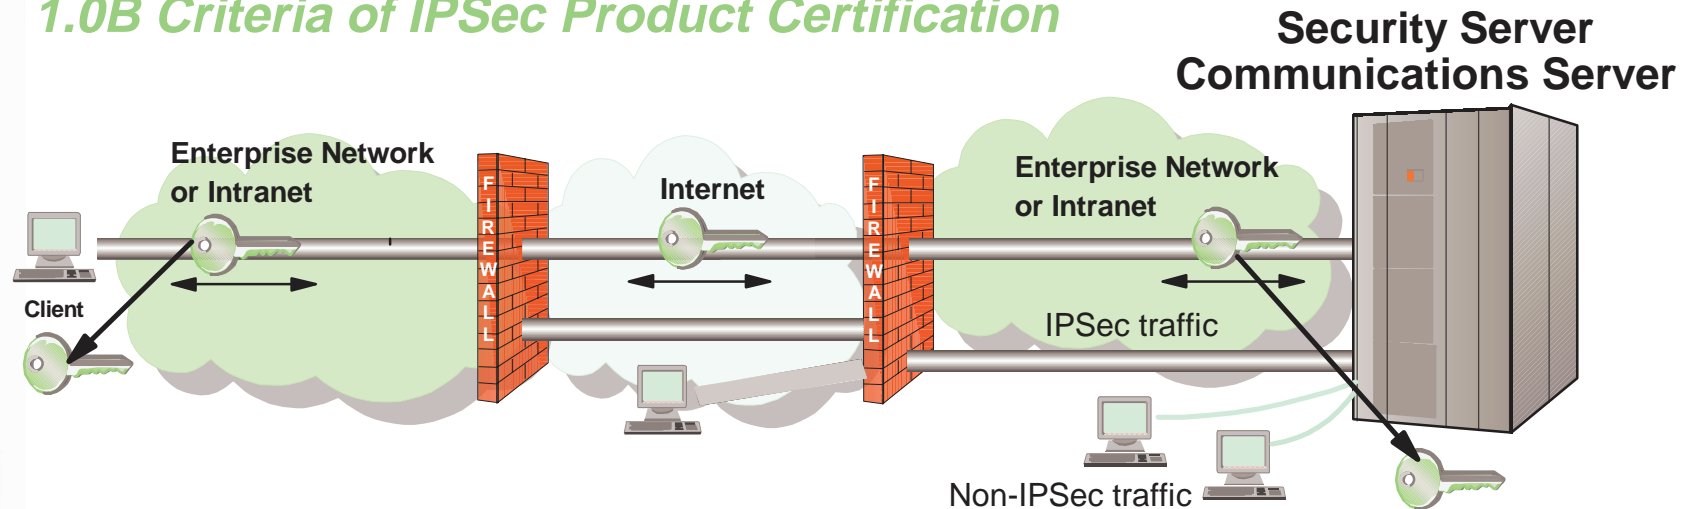 1.0B Criteria of IPSec Product Certification
Security Server
Communications Server
Enterprise Network
or Intranet
Internet
Enterprise Network
or Intranet
FIREWALL
FIREWALL
Client
IPSec traffic
Non-IPSec traffic